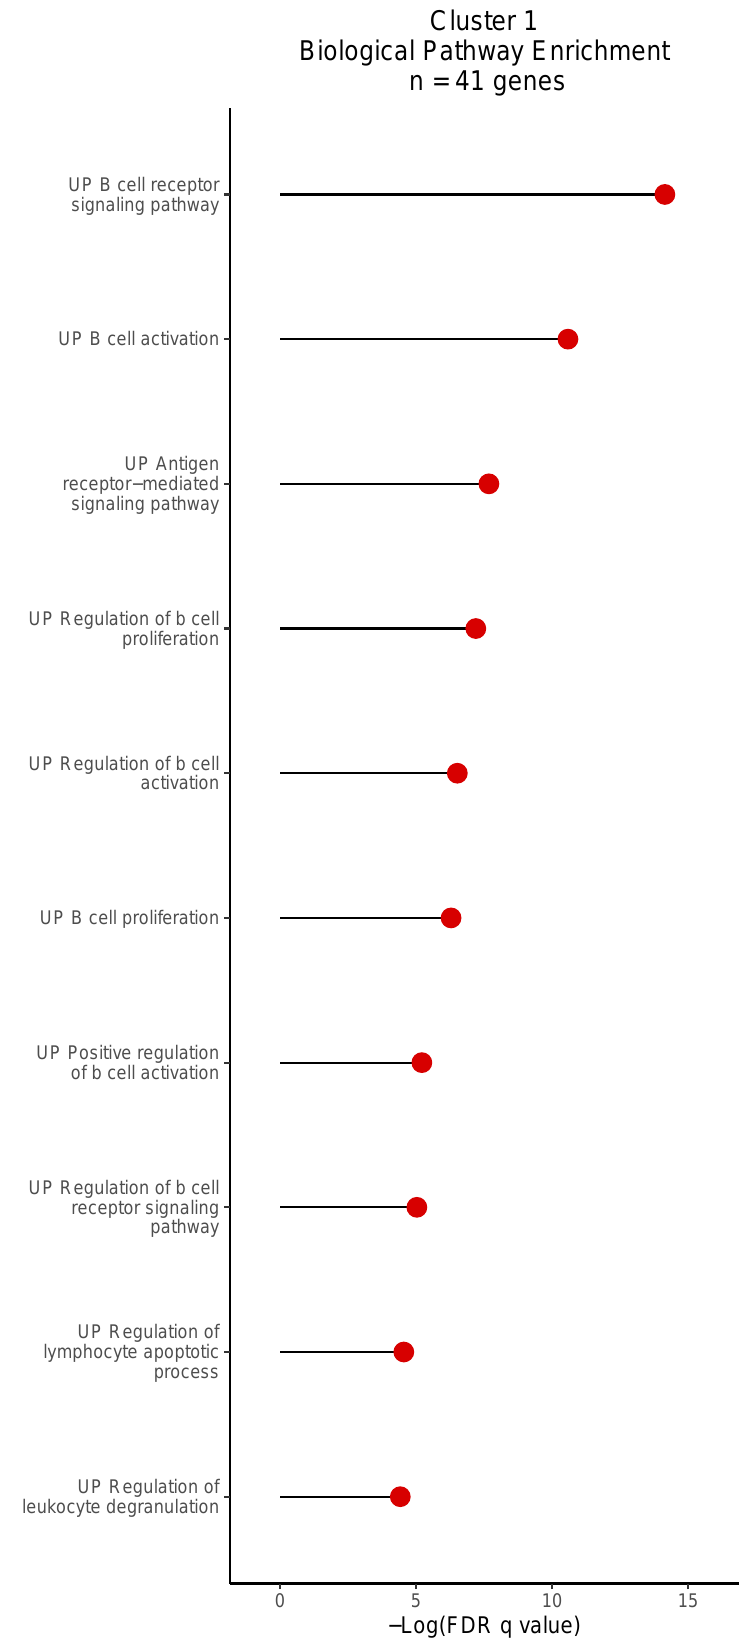 Cluster 1
Biological Pathway Enrichment
n = 41 genes
UP B cell receptor
signaling pathway
UP B cell activation
UP Antigen
receptor−mediated
signaling pathway
UP Regulation of b cell
proliferation
UP Regulation of b cell
activation
UP B cell proliferation
UP Positive regulation
of b cell activation
UP Regulation of b cell
receptor signaling
pathway
UP Regulation of
lymphocyte apoptotic
process
UP Regulation of
leukocyte degranulation
0 5 10 15
−Log(FDR q value)